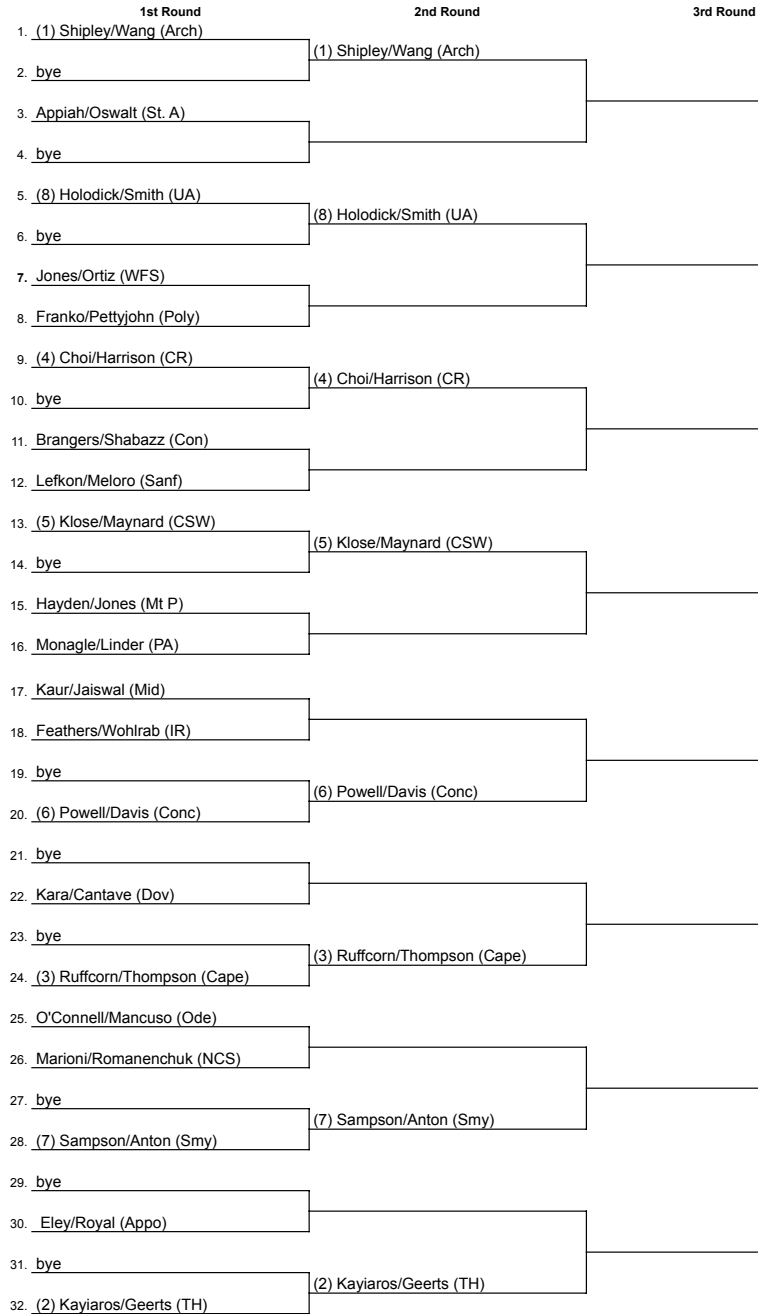 1st Round 2nd Round 3rd Round
1. (1) Shipley/Wang (Arch)
(1) Shipley/Wang (Arch)
2. bye
3. Appiah/Oswalt (St. A)
4. bye
5. (8) Holodick/Smith (UA)
(8) Holodick/Smith (UA)
6. bye
7. Jones/Ortiz (WFS)
8. Franko/Pettyjohn (Poly)
9. (4) Choi/Harrison (CR)
(4) Choi/Harrison (CR)
10. bye
11. Brangers/Shabazz (Con)
12. Lefkon/Meloro (Sanf)
13. (5) Klose/Maynard (CSW)
(5) Klose/Maynard (CSW)
14. bye
15. Hayden/Jones (Mt P)
16. Monagle/Linder (PA)
17. Kaur/Jaiswal (Mid)
18. Feathers/Wohlrab (IR)
19. bye
(6) Powell/Davis (Conc)
20. (6) Powell/Davis (Conc)
21. bye
22. Kara/Cantave (Dov)
23. bye
(3) Ruffcorn/Thompson (Cape)
24. (3) Ruffcorn/Thompson (Cape)
25. O'Connell/Mancuso (Ode)
26. Marioni/Romanenchuk (NCS)
27. bye
(7) Sampson/Anton (Smy)
28. (7) Sampson/Anton (Smy)
29. bye
30. Eley/Royal (Appo)
31. bye
(2) Kayiaros/Geerts (TH)
32. (2) Kayiaros/Geerts (TH)